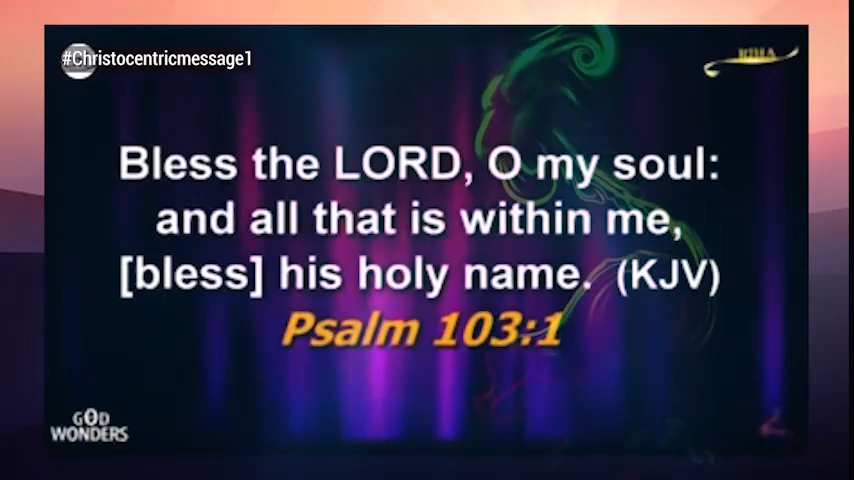 #Christocentricmessage1
Bless the LORD, O my soul:
and all that is within me,
[bless] his holy name. (KJV)
Psalm 103:1
GOD
WONDERS